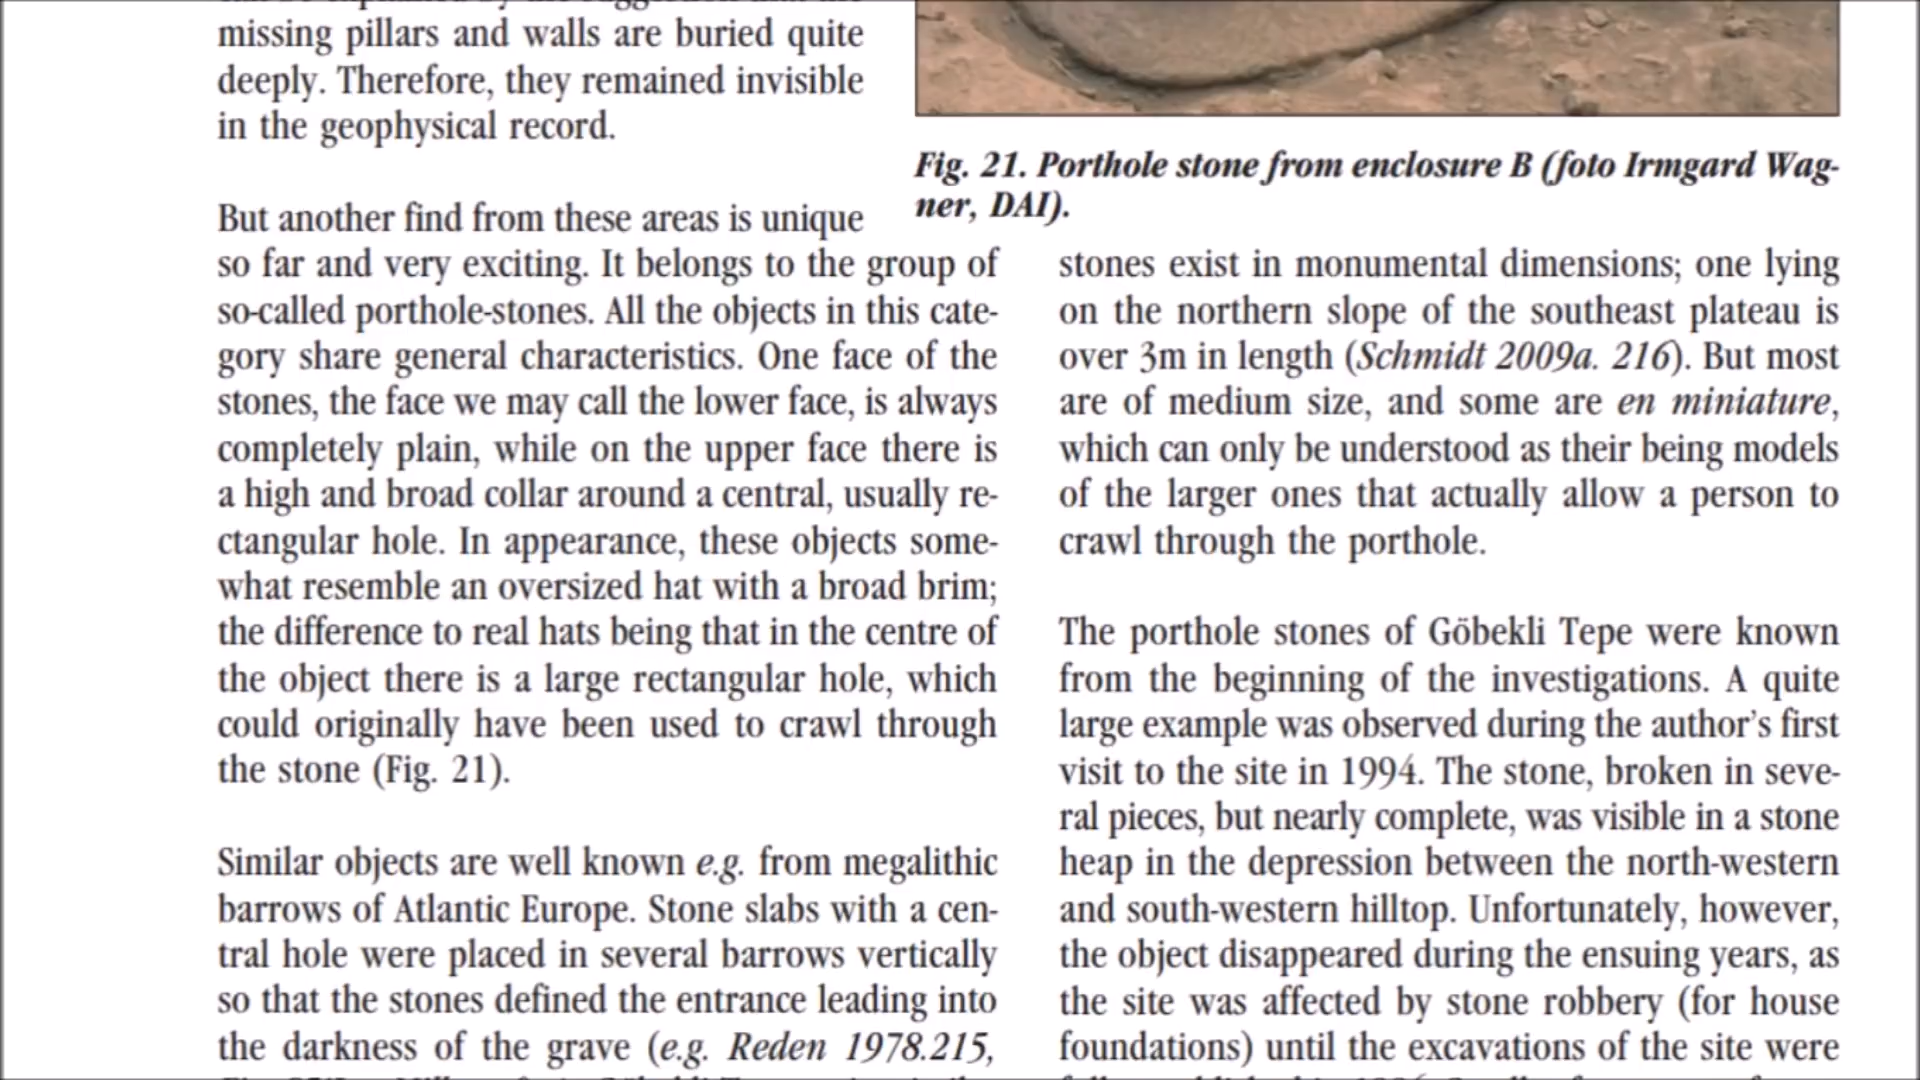 missing pillars and walls are buried quite
deeply. Therefore, they remained invisible
in the geophysical record.
But another find from these areas is unique
so far and very exciting. It belongs to the group of
so-called porthole-stones. All the objects in this cate-
gory share general characteristics. One face of the
stones, the face we may call the lower face, is always
completely plain, while on the upper face there is
a high and broad collar around a central, usually re-
ctangular hole. In appearance, these objects some-
what resemble an oversized hat with a broad brim;
the difference to real hats being that in the centre of
the object there is a large rectangular hole, which
could originally have been used to crawl through
the stone (Fig. 21).
Similar objects are well known e.g. from megalithic
barrows of Atlantic Europe. Stone slabs with a cen-
tral hole were placed in several barrows vertically
so that the stones defined the entrance leading into
the darkness of the grave (e.g. Reden 1978.215,
Fig. 21. Porthole stone from enclosure B (foto Irmgard Wag-
ner, DAI).
stones exist in monumental dimensions; one lying
on the northern slope of the southeast plateau is
over 3m in length (Schmidt 2009a. 216). But most
are of medium size, and some are en miniature,
which can only be understood as their being models
of the larger ones that actually allow a person to
crawl through the porthole.
The porthole stones of Göbekli Tepe were known
from the beginning of the investigations. A quite
large example was observed during the author's first
visit to the site in 1994. The stone, broken in seve-
ral pieces, but nearly complete, was visible in a stone
heap in the depression between the north-western
and south-western hilltop. Unfortunately, however,
the object disappeared during the ensuing years, as
the site was affected by stone robbery (for house
foundations) until the excavations of the site were